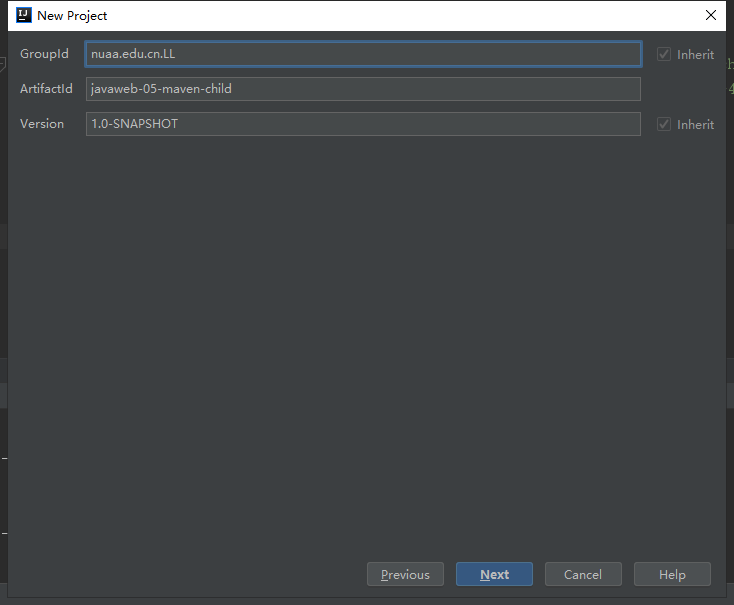 New Project
GroupId nuaa.edu.cn.LL Inherit
ArtifactId javaweb-05-maven-child
Version 1.0-SNAPSHOT Inherit
Previous Next Cancel Help